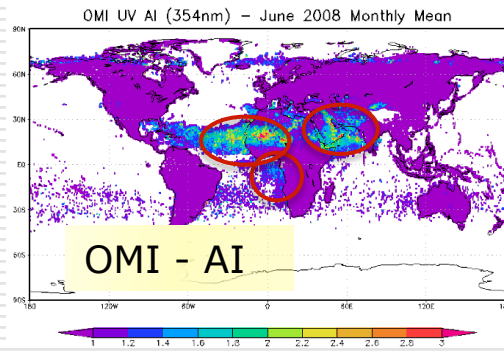 OMI UV AI (354nm) – June 2008 Monthly Mean
90N
60N
30N
EQ
30S
60S
90S
OMI - AI
180 120W 60W 0 60E 120E
1 1.2 1.4 1.6 1.8 2 2.2 2.4 2.6 2.8 3